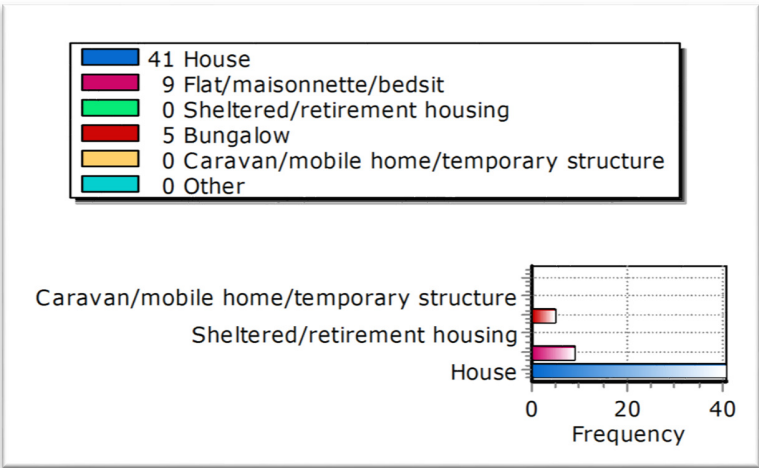 41 House
9 Flat/maisonnette/bedsit
0 Sheltered/retirement housing
5 Bungalow
0 Caravan/mobile home/temporary structure
0 Other
Caravan/mobile home/temporary structure
Sheltered/retirement housing
House
0 20 40
Frequency